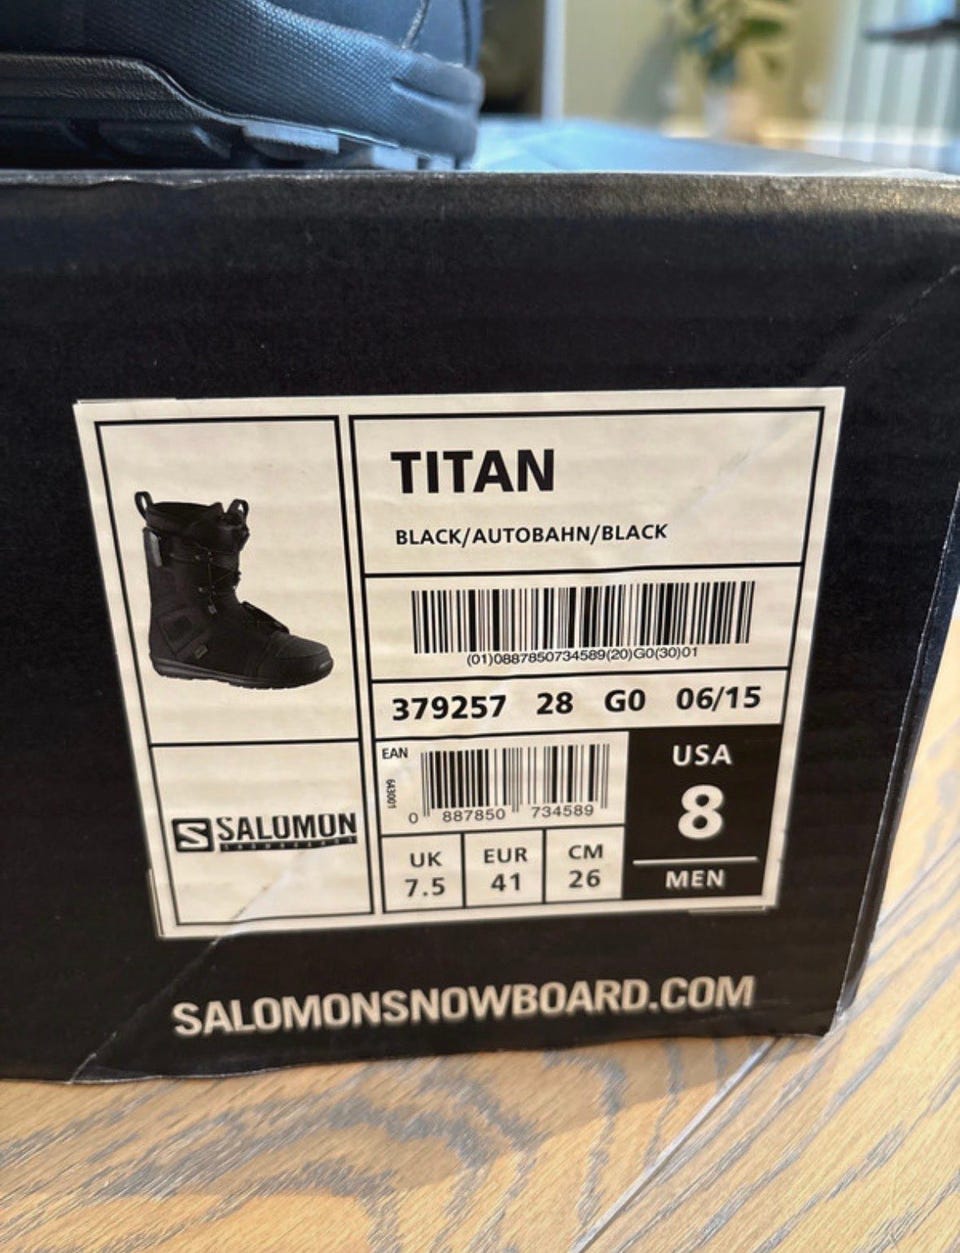 TITAN
BLACK/AUTOBAHN/BLACK
(01)0887850734589(20)G0(30)01
379257 28 G0 06/15
EAN
643001
0 887850 734589
USA
8
MEN
UK
7.5
EUR
41
CM
26
SALOMON
SALOMONSNOWBOARD.COM